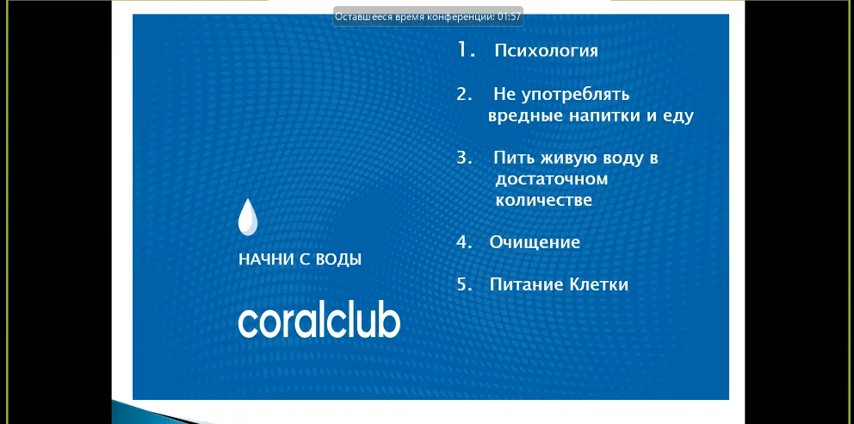 Оставшееся время конференции: 01:57
1. Психология
2. Не употреблять
вредные напитки и еду
3. Пить живую воду в
достаточном
количестве
4. Очищение
5. Питание Клетки
НАЧНИ С ВОДЫ
coralclub